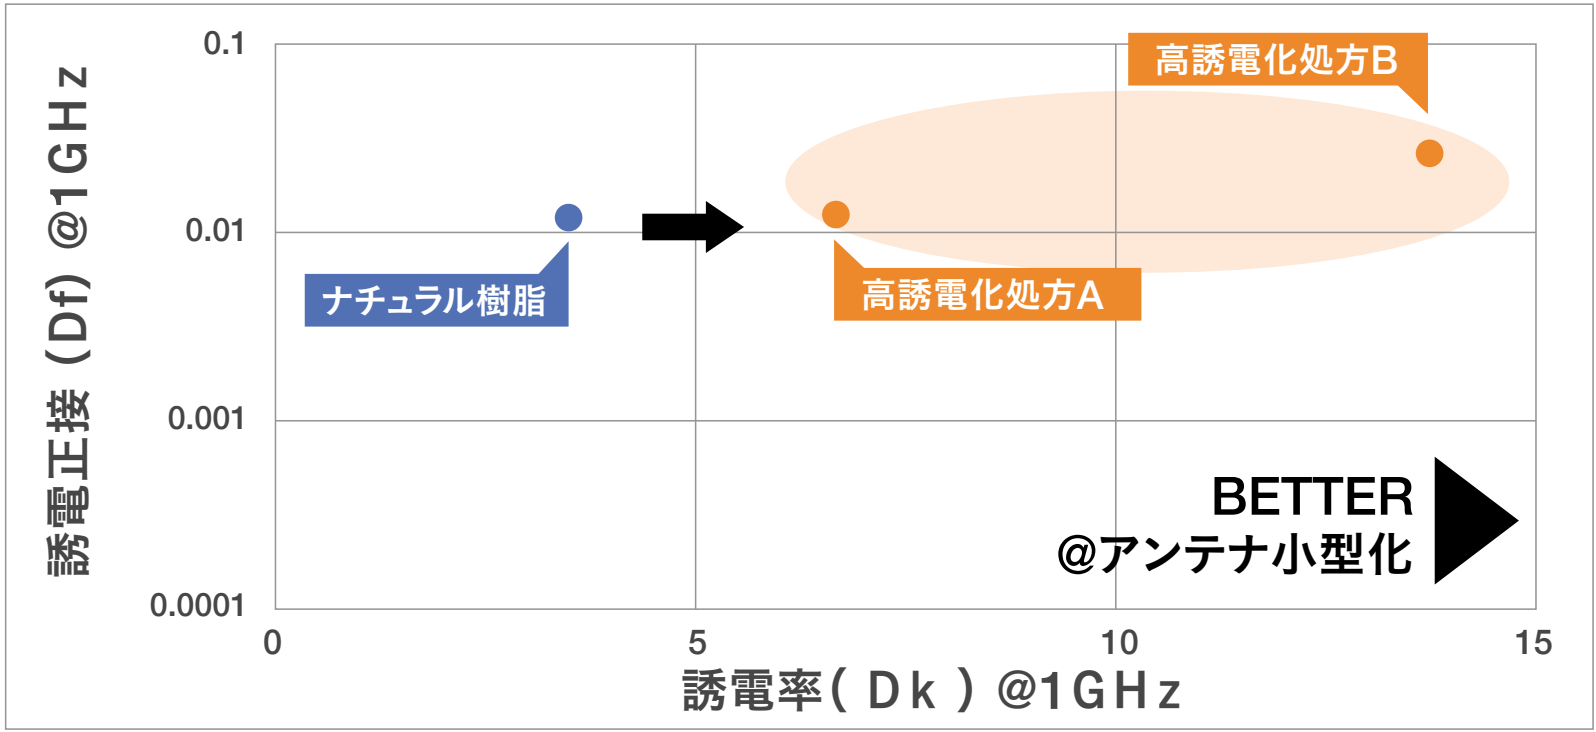 誘電正接（Df）@1GHz
0.1
0.01
0.001
0.0001
高誘電化処方B
ナチュラル樹脂
高誘電化処方A
BETTER
@アンテナ小型化
0
5
10
15
誘電率( Dk ) @1GHz